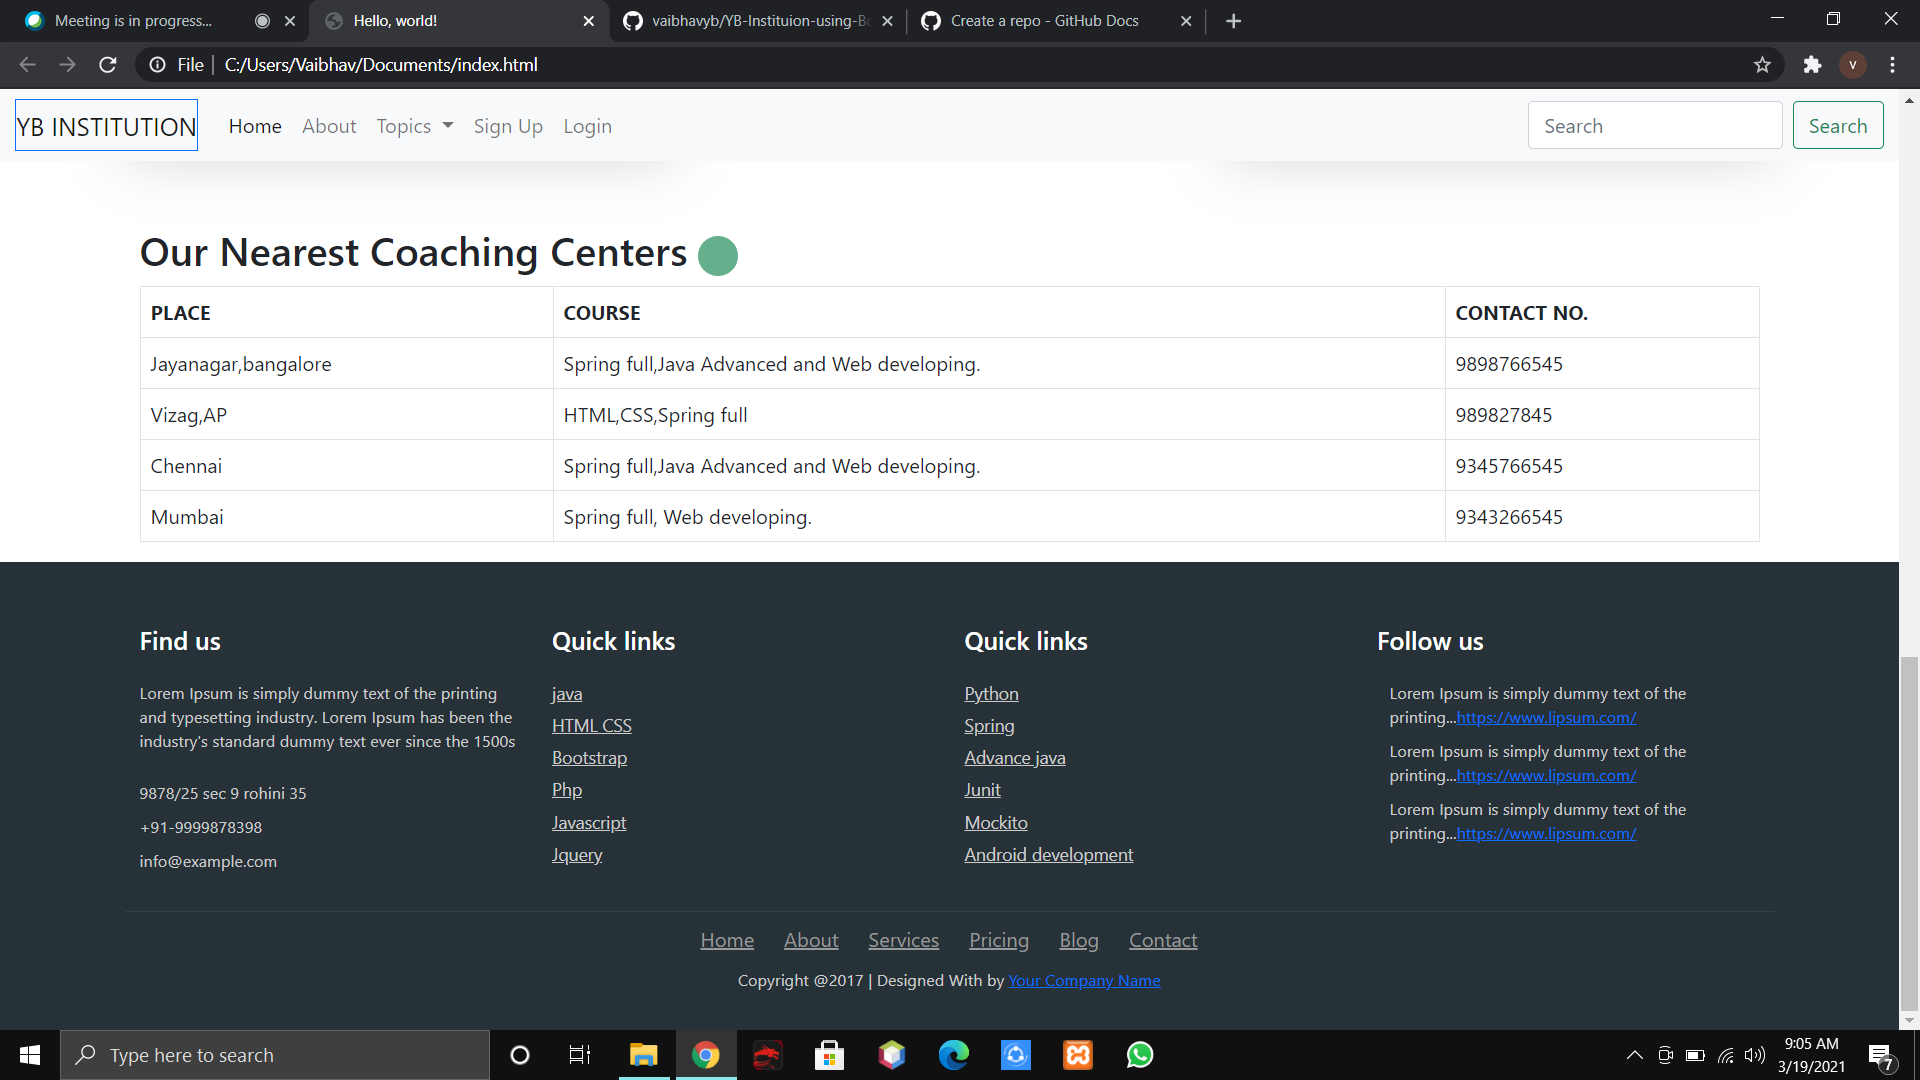 Meeting is in progress...
Hello, world!
vaibhavyb/YB-Instituion-using-Bo
Create a repo - GitHub Docs
File
C:/Users/Vaibhav/Documents/index.html
V
YB INSTITUTION
Home
About
Topics
Sign Up
Login
Search
Search
Our Nearest Coaching Centers
PLACE COURSE CONTACT NO.
Jayanagar,bangalore Spring full,Java Advanced and Web developing. 9898766545
Vizag,AP HTML,CSS,Spring full 989827845
Chennai Spring full,Java Advanced and Web developing. 9345766545
Mumbai Spring full, Web developing. 9343266545
Find us
Lorem Ipsum is simply dummy text of the printing
and typesetting industry. Lorem Ipsum has been the
industry's standard dummy text ever since the 1500s
9878/25 sec 9 rohini 35
+91-9999878398
info@example.com
Quick links
java
HTML CSS
Bootstrap
Php
Javascript
Jquery
Quick links
Python
Spring
Advance java
Junit
Mockito
Android development
Follow us
Lorem Ipsum is simply dummy text of the
printing...https://www.lipsum.com/
Lorem Ipsum is simply dummy text of the
printing...https://www.lipsum.com/
Lorem Ipsum is simply dummy text of the
printing...https://www.lipsum.com/
Home About Services Pricing Blog Contact
Copyright @2017 | Designed With by Your Company Name
Type here to search
9:05 AM
3/19/2021
7